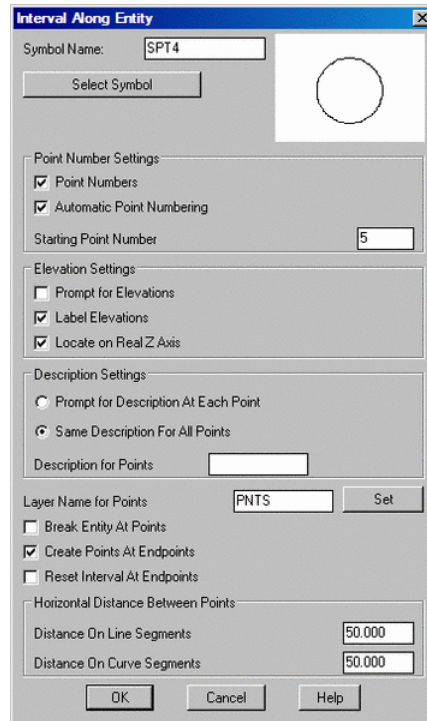 Interval Along Entity
Symbol Name: SPT4
Select Symbol
Point Number Settings
Point Numbers
Automatic Point Numbering
Starting Point Number 5
Elevation Settings
Prompt for Elevations
Label Elevations
Locate on Real Z Axis
Description Settings
Prompt for Description At Each Point
Same Description For All Points
Description for Points
Layer Name for Points PNTS Set
Break Entity At Points
Create Points At Endpoints
Reset Interval At Endpoints
Horizontal Distance Between Points
Distance On Line Segments 50.000
Distance On Curve Segments 50.000
OK Cancel Help